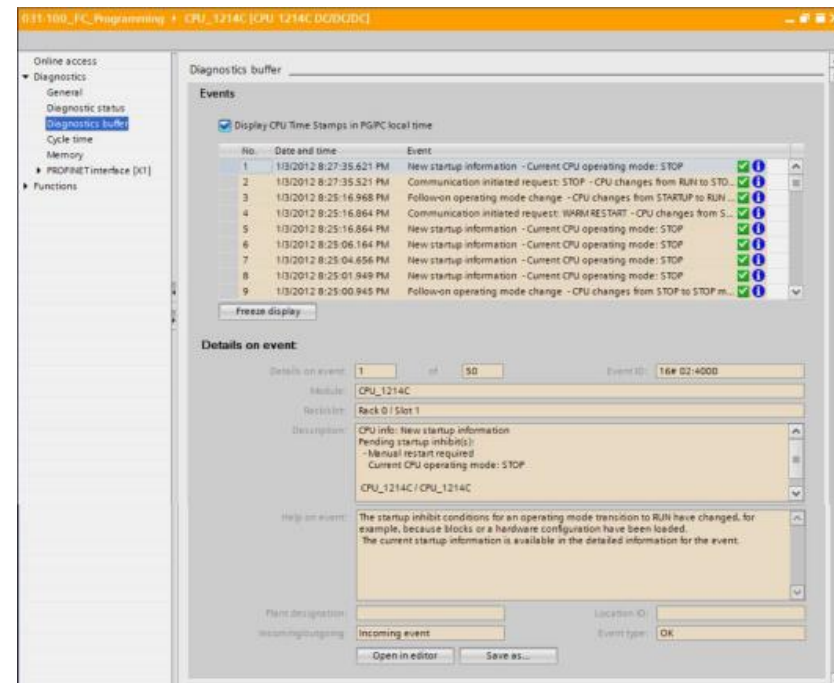 031-100_FC_Programming ▸ CPU_1214C [CPU 1214C DC/DC/DC]
Online access
Diagnostics
General
Diagnostic status
Diagnostics buffer
Cycle time
Memory
PROFINET interface [X1]
Functions
Diagnostics buffer
Events
Display CPU Time Stamps in PG/PC local time
No. Date and time Event
1 1/3/2012 8:27:35.621 PM New startup information - Current CPU operating mode: STOP
2 1/3/2012 8:27:35.521 PM Communication initiated request: STOP - CPU changes from RUN to STO...
3 1/3/2012 8:25:16.968 PM Follow-on operating mode change - CPU changes from STARTUP to RUN ...
4 1/3/2012 8:25:16.864 PM Communication initiated request: WARM RESTART - CPU changes from S...
5 1/3/2012 8:25:16.864 PM New startup information - Current CPU operating mode: STOP
6 1/3/2012 8:25:06.164 PM New startup information - Current CPU operating mode: STOP
7 1/3/2012 8:25:04.656 PM New startup information - Current CPU operating mode: STOP
8 1/3/2012 8:25:01.949 PM New startup information - Current CPU operating mode: STOP
9 1/3/2012 8:25:00.945 PM Follow-on operating mode change - CPU changes from STOP to STOP m...
Freeze display
Details on event:
Details on event: 1 of 50 Event ID: 16# 02:4000
Module: CPU_1214C
Rack/slot: Rack 0 / Slot 1
Description: CPU info: New startup information
Pending startup inhibit(s):
- Manual restart required
Current CPU operating mode: STOP
CPU_1214C / CPU_1214C
Help on event: The startup inhibit conditions for an operating mode transition to RUN have changed, for
example, because blocks or a hardware configuration have been loaded.
The current startup information is available in the detailed information for the event.
Plant designation: Location ID:
Incoming/outgoing: Incoming event Event type: OK
Open in editor Save as...